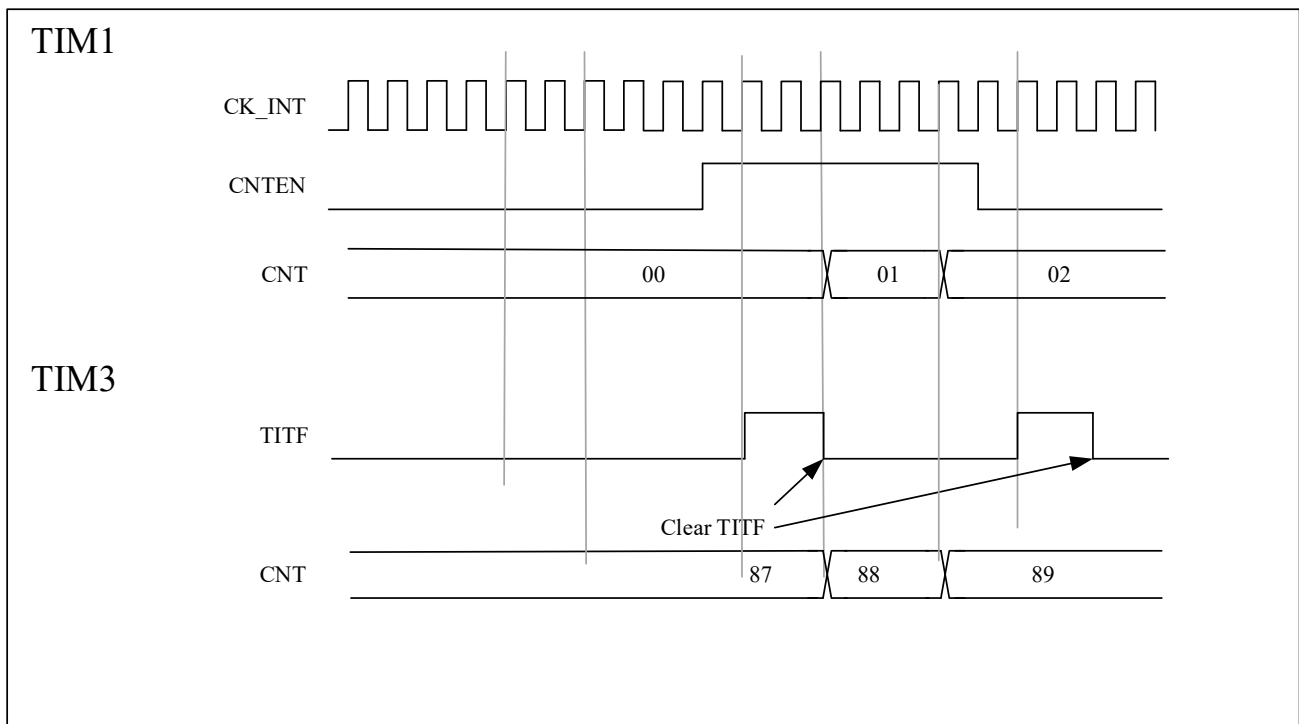 TIM1
CK_INT
CNTEN
CNT 00 01 02
TIM3
TITF
Clear TITF
CNT 87 88 89